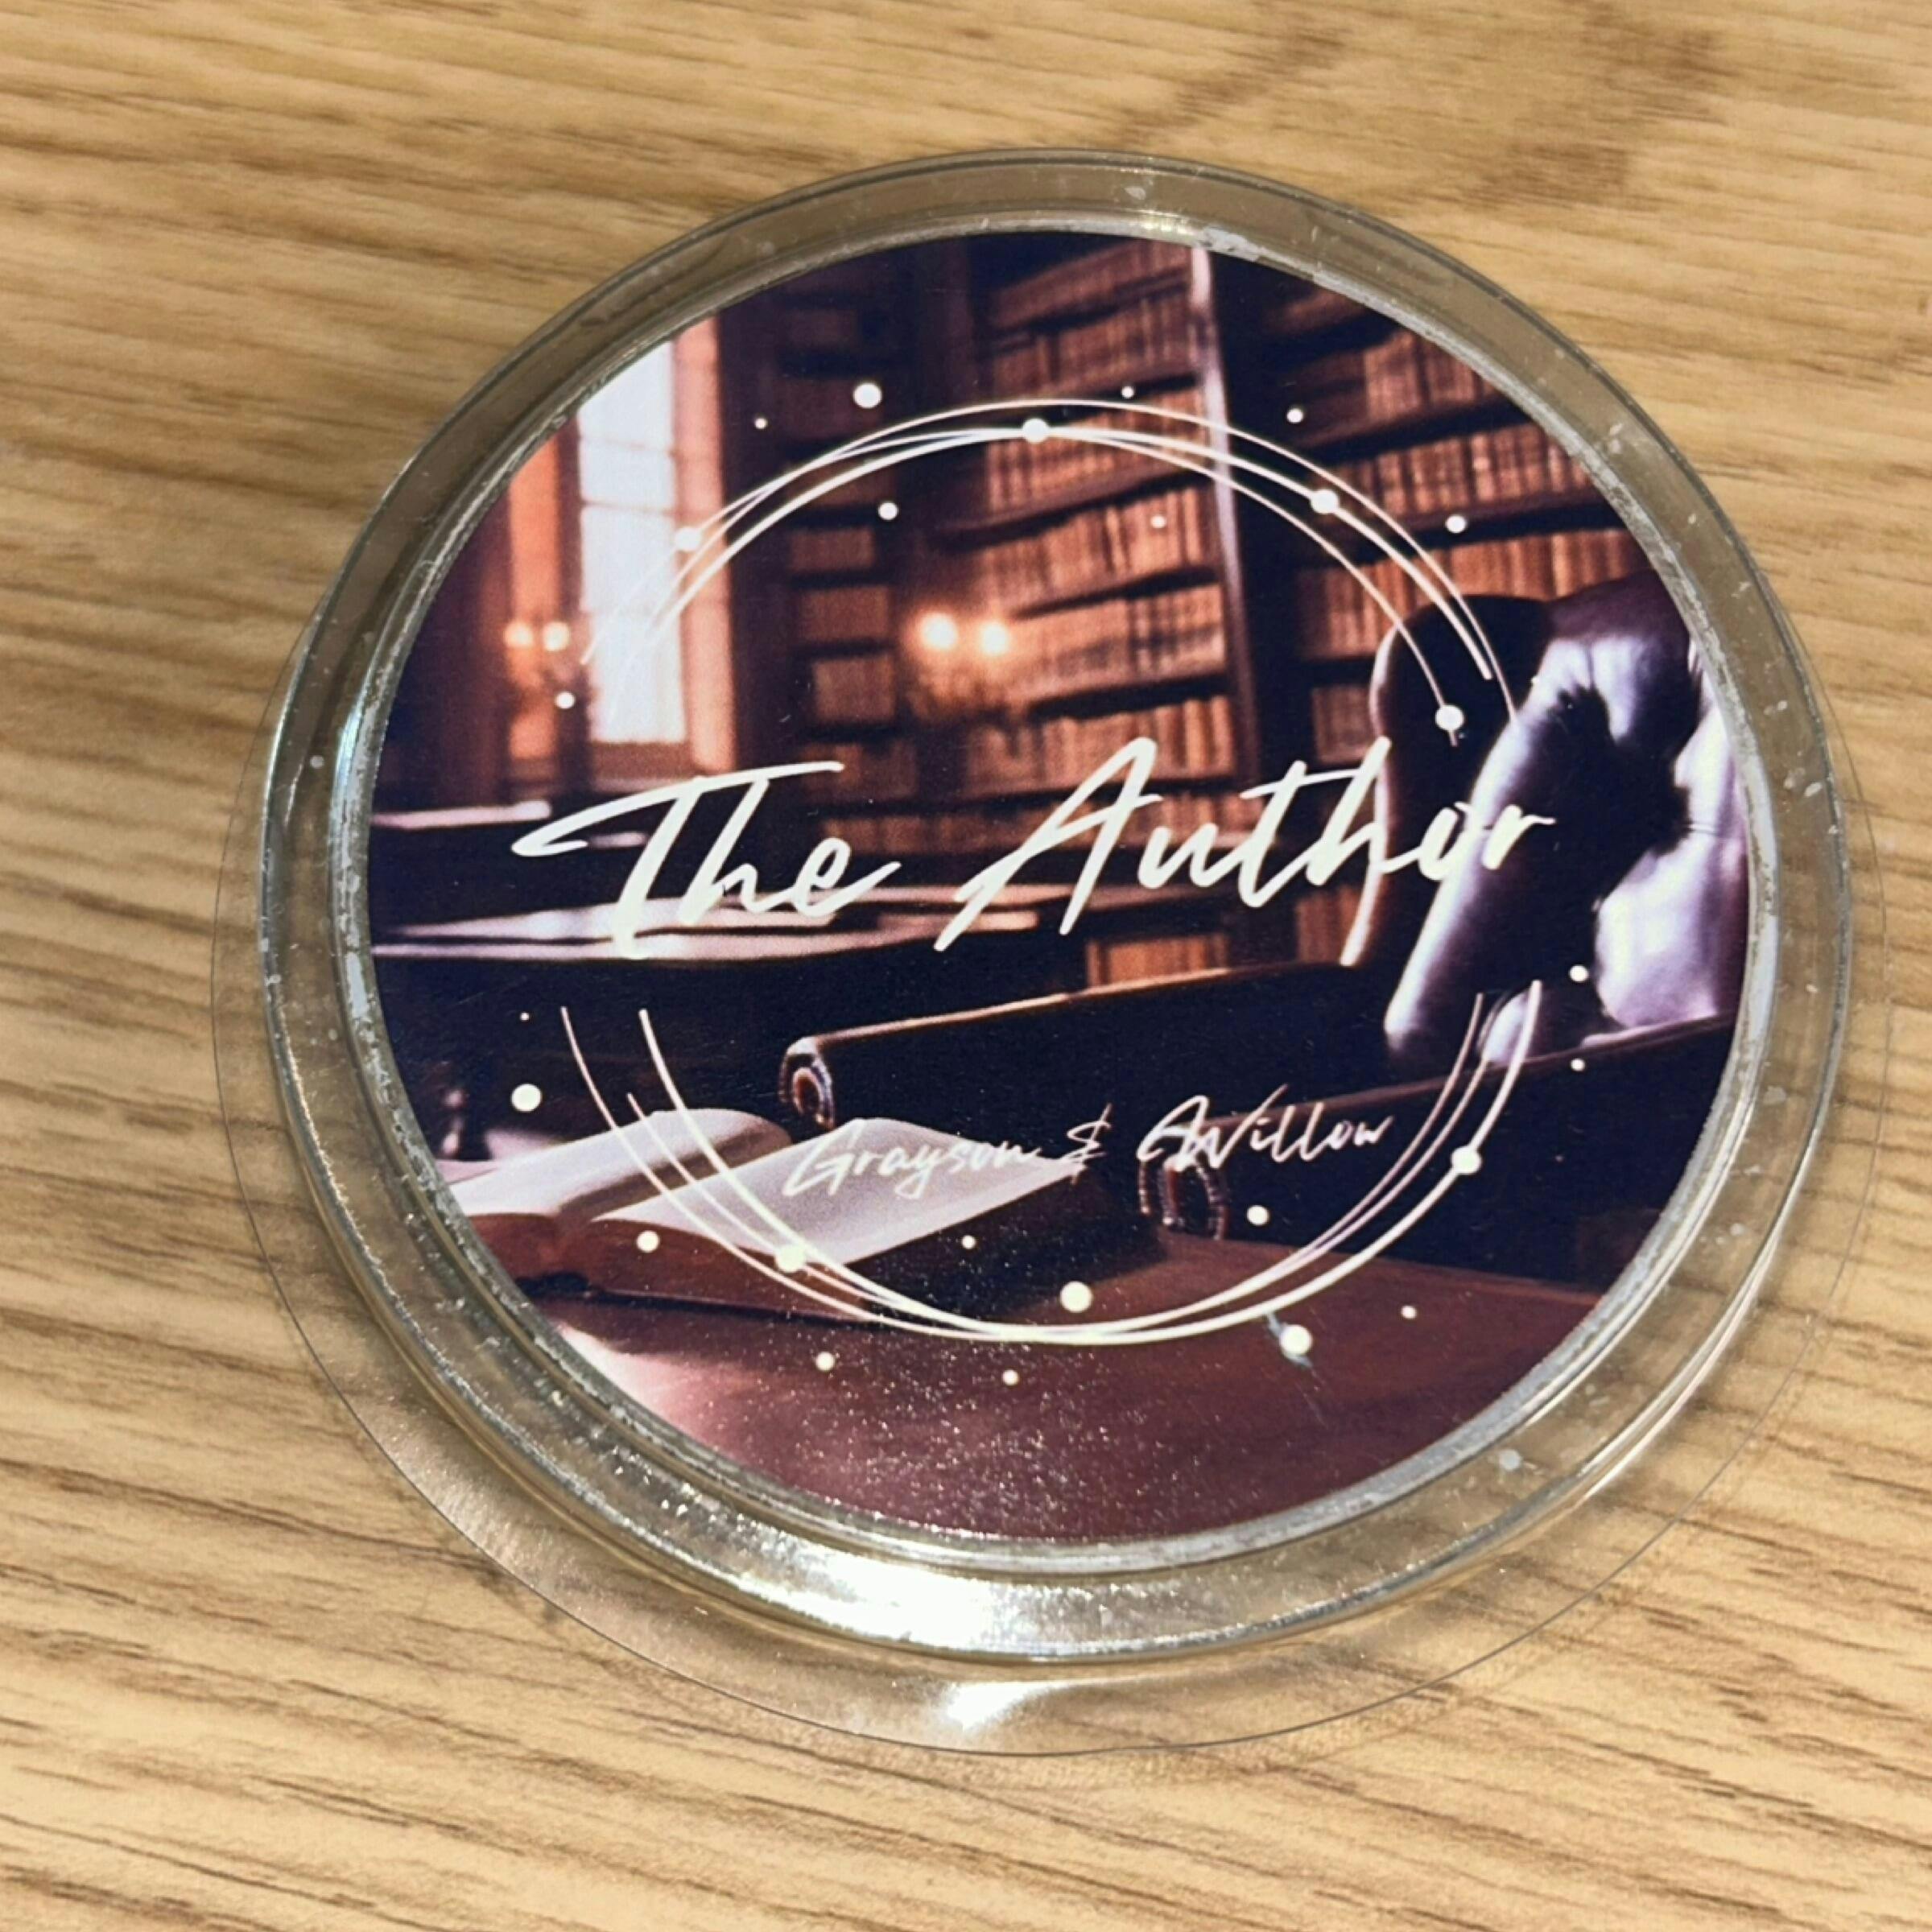 The Author
Grayson & Willow